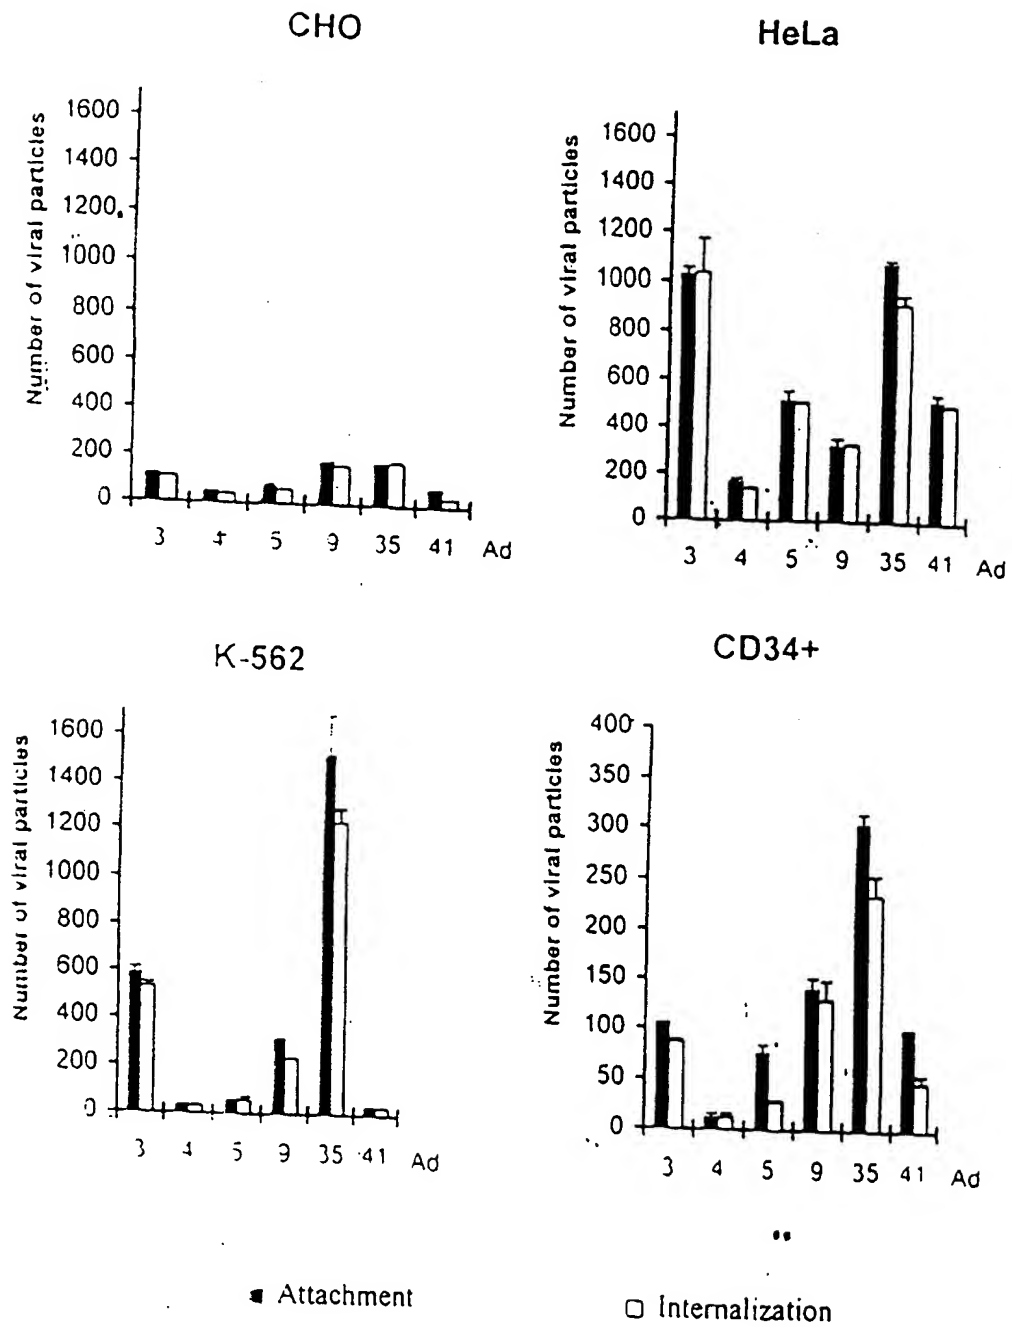 CHO
Number of viral particles
1600
1400
1200
1000
800
600
400
200
0
3 4 5 9 35 41 Ad
HeLa
Number of viral particles
1600
1400
1200
1000
800
600
400
200
0
3 4 5 9 35 41 Ad
K-562
Number of viral particles
1600
1400
1200
1000
800
600
400
200
0
3 4 5 9 35 41 Ad
CD34+
Number of viral particles
400
350
300
250
200
150
100
50
0
3 4 5 9 35 41 Ad
Attachment
Internalization